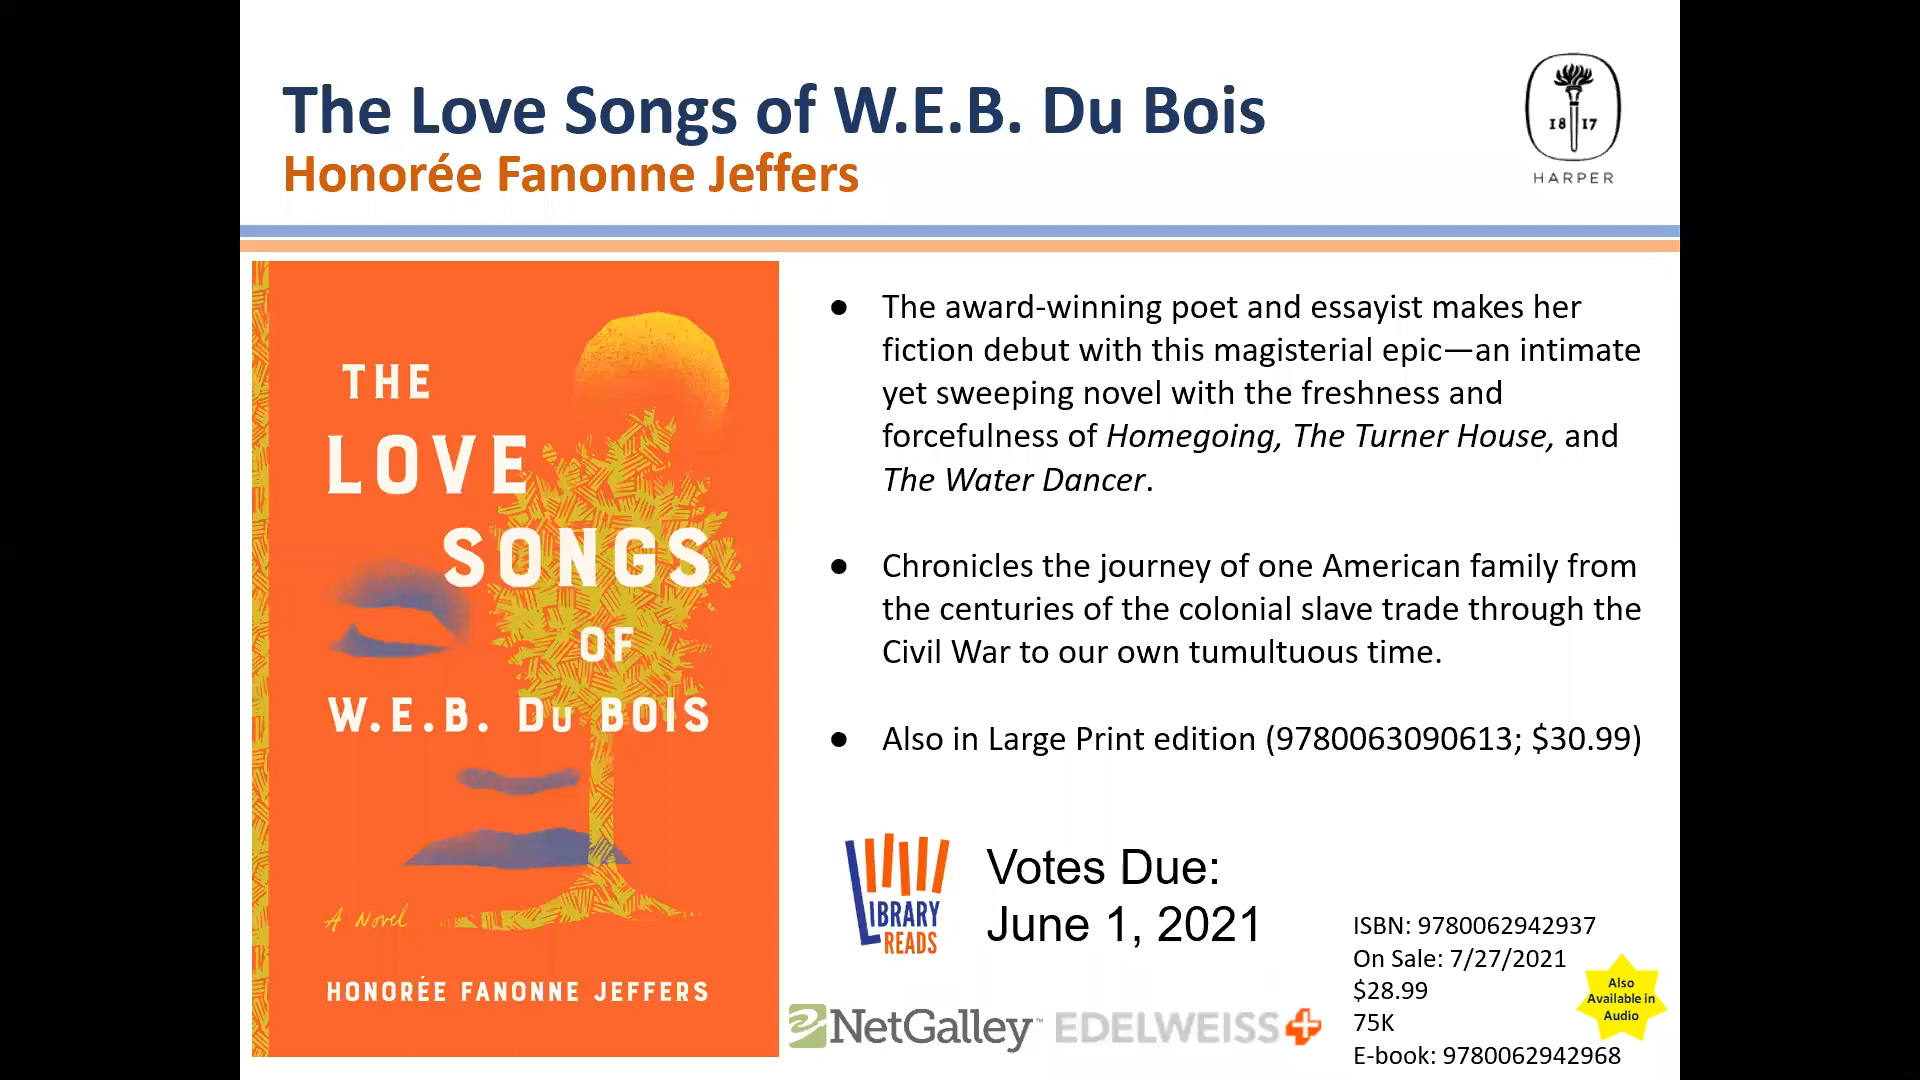 The Love Songs of W.E.B. Du Bois
Honorée Fanonne Jeffers
18 17
HARPER
THE
LOVE
SONGS
OF
W.E.B. Du BOIS
A Novel
HONORÉE FANONNE JEFFERS
● The award-winning poet and essayist makes her
fiction debut with this magisterial epic—an intimate
yet sweeping novel with the freshness and
forcefulness of Homegoing, The Turner House, and
The Water Dancer.
● Chronicles the journey of one American family from
the centuries of the colonial slave trade through the
Civil War to our own tumultuous time.
● Also in Large Print edition (9780063090613; $30.99)
LIBRARY
READS
Votes Due:
June 1, 2021
NetGalley™
EDELWEISS
ISBN: 9780062942937
On Sale: 7/27/2021
$28.99
75K
E-book: 9780062942968
Also
Available in
Audio